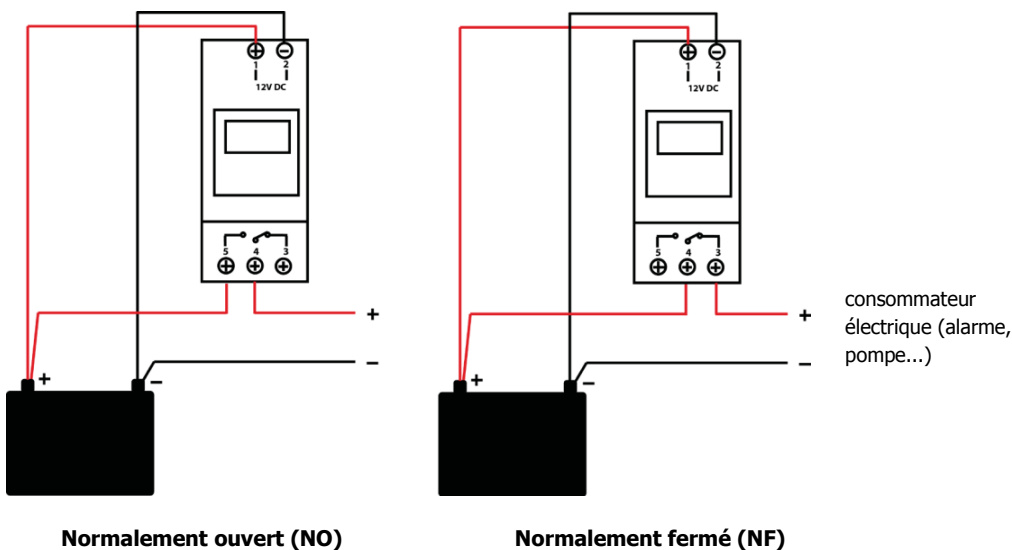 + −
1 2
12V DC
5 4 3
+ + +
+
−
+ −
+ −
1 2
12V DC
5 4 3
+ + +
+
−
+ −
consommateur
électrique (alarme,
pompe...)
Normalement ouvert (NO)
Normalement fermé (NF)